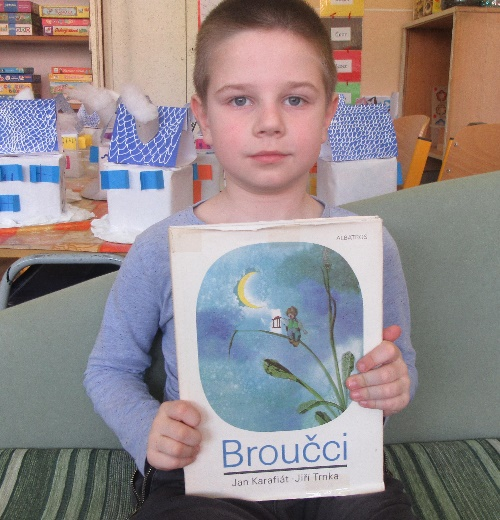 ALBATROS
Broučci
Jan Karafiát Jiří Trnka